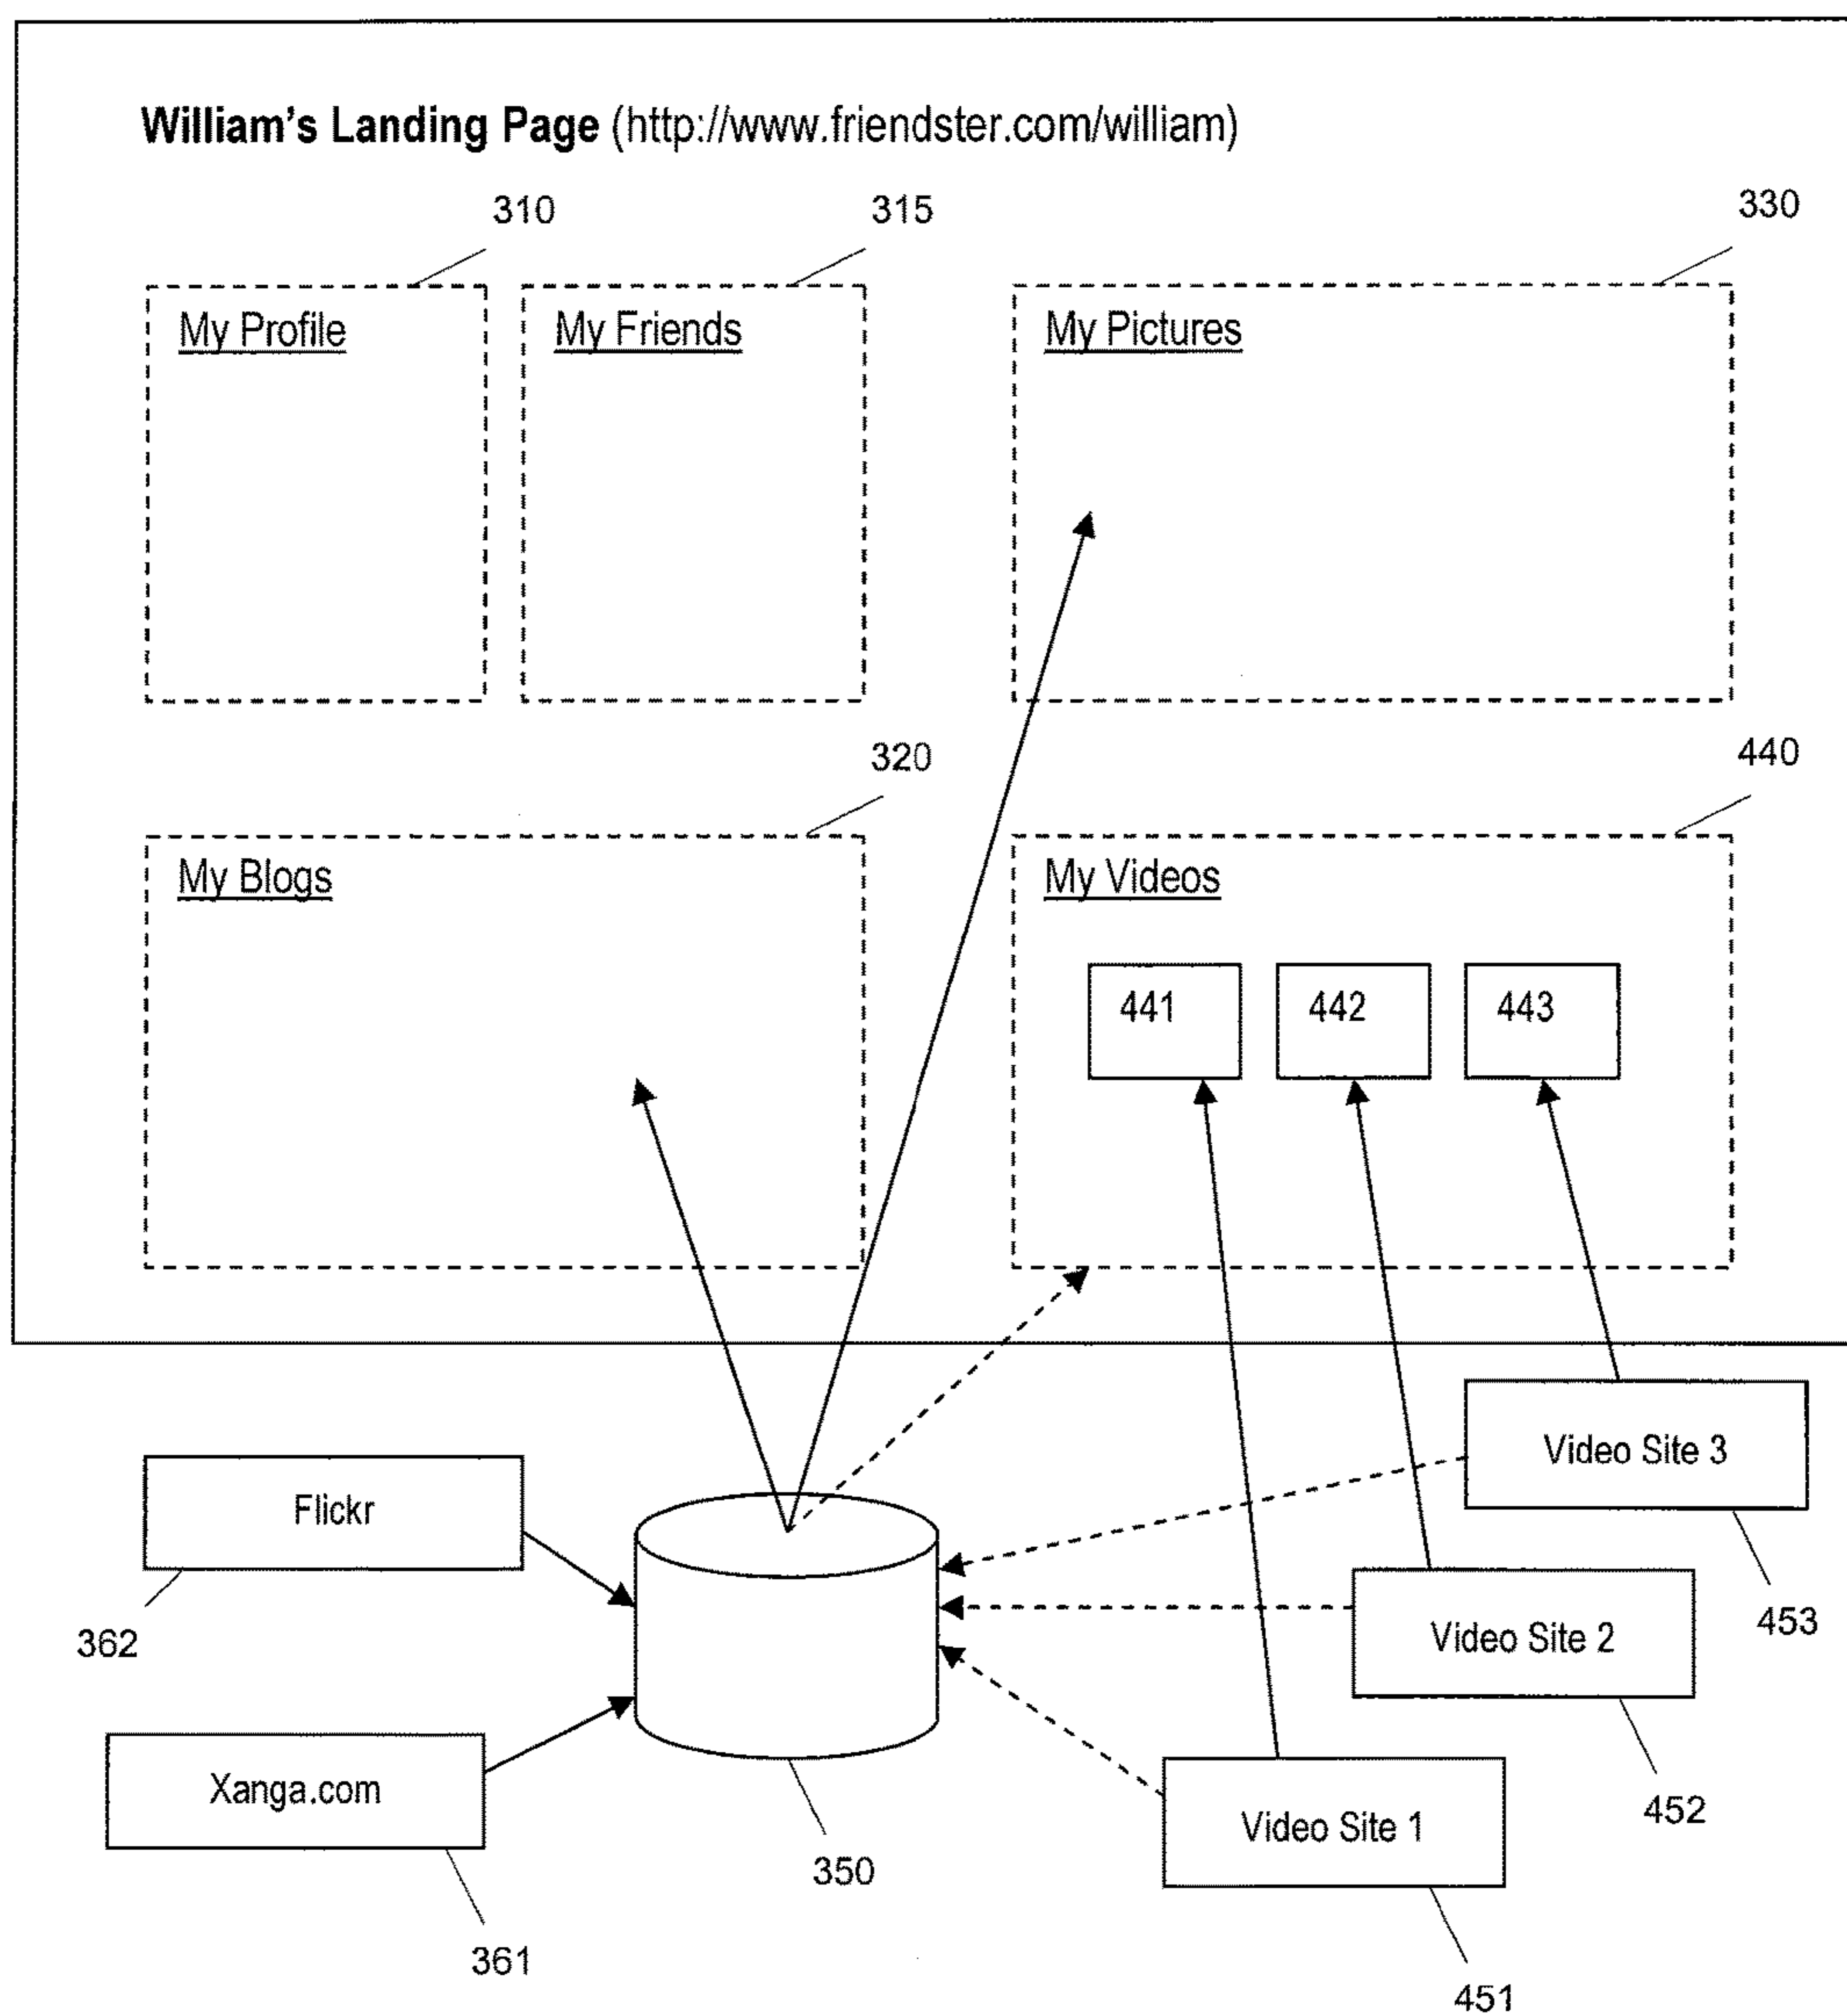 William's Landing Page (http://www.friendster.com/william)
310
315
330
My Profile
My Friends
My Pictures
320
440
My Blogs
My Videos
441
442
443
Flickr
362
Xanga.com
361
350
Video Site 3
453
Video Site 2
452
Video Site 1
451